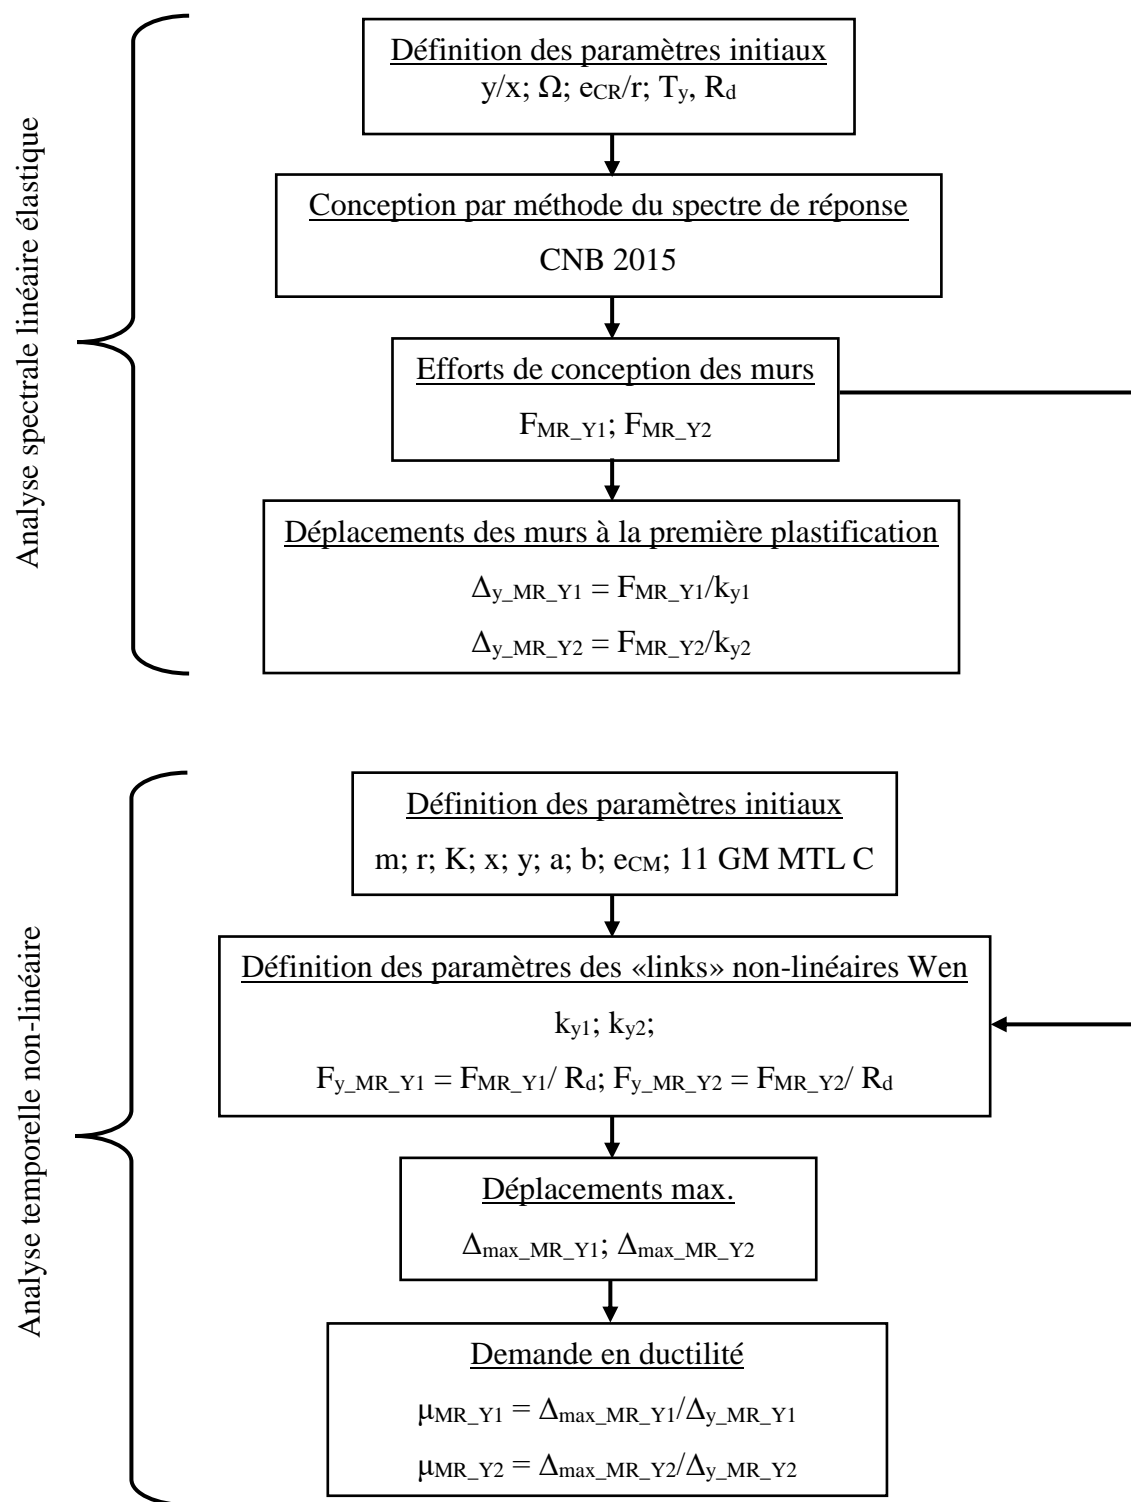 Analyse spectrale linéaire élastique
Définition des paramètres initiaux
y/x; Ω; eCR/r; Ty, Rd
Conception par méthode du spectre de réponse
CNB 2015
Efforts de conception des murs
FMR_Y1; FMR_Y2
Déplacements des murs à la première plastification
Δy_MR_Y1 = FMR_Y1/ky1
Δy_MR_Y2 = FMR_Y2/ky2
Analyse temporelle non-linéaire
Définition des paramètres initiaux
m; r; K; x; y; a; b; eCM; 11 GM MTL C
Définition des paramètres des «links» non-linéaires Wen
ky1; ky2;
Fy_MR_Y1 = FMR_Y1/ Rd; Fy_MR_Y2 = FMR_Y2/ Rd
Déplacements max.
Δmax_MR_Y1; Δmax_MR_Y2
Demande en ductilité
μMR_Y1 = Δmax_MR_Y1/Δy_MR_Y1
μMR_Y2 = Δmax_MR_Y2/Δy_MR_Y2